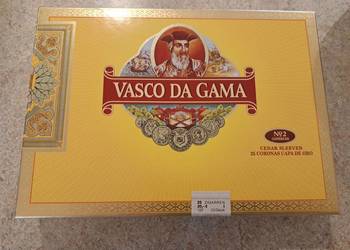 VASCO DA GAMA
Nº2
CEDAR SLEEVES
25 CORONAS CAPA DE ORO